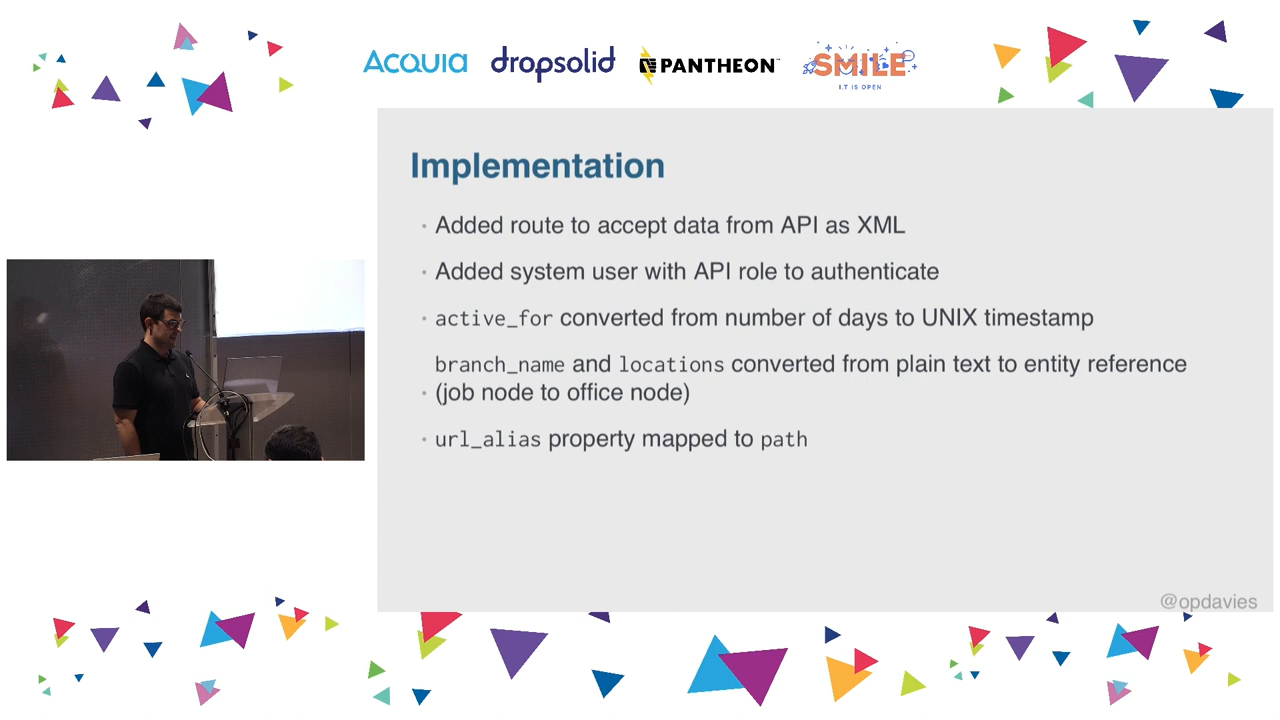 ACQUIA
dropsolid
PANTHEON
SMILE
I.T IS OPEN
Implementation
· Added route to accept data from API as XML
· Added system user with API role to authenticate
· active_for converted from number of days to UNIX timestamp
branch_name and locations converted from plain text to entity reference
· (job node to office node)
· url_alias property mapped to path
@opdavies